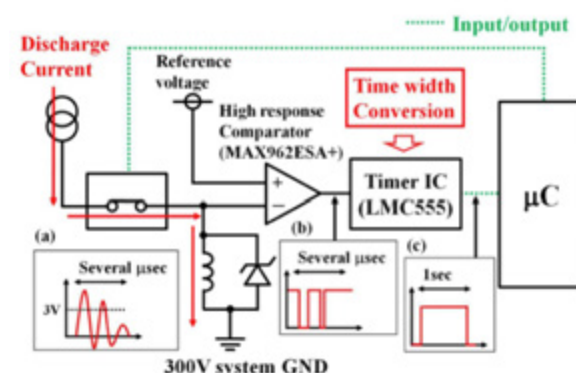 Input/output
Discharge
Current
Reference
voltage
High response
Comparator
(MAX962ESA+)
Time width
Conversion
Timer IC
(LMC555)
μC
+
−
(a)
Several μsec
3V
(b)
Several μsec
(c)
1sec
300V system GND